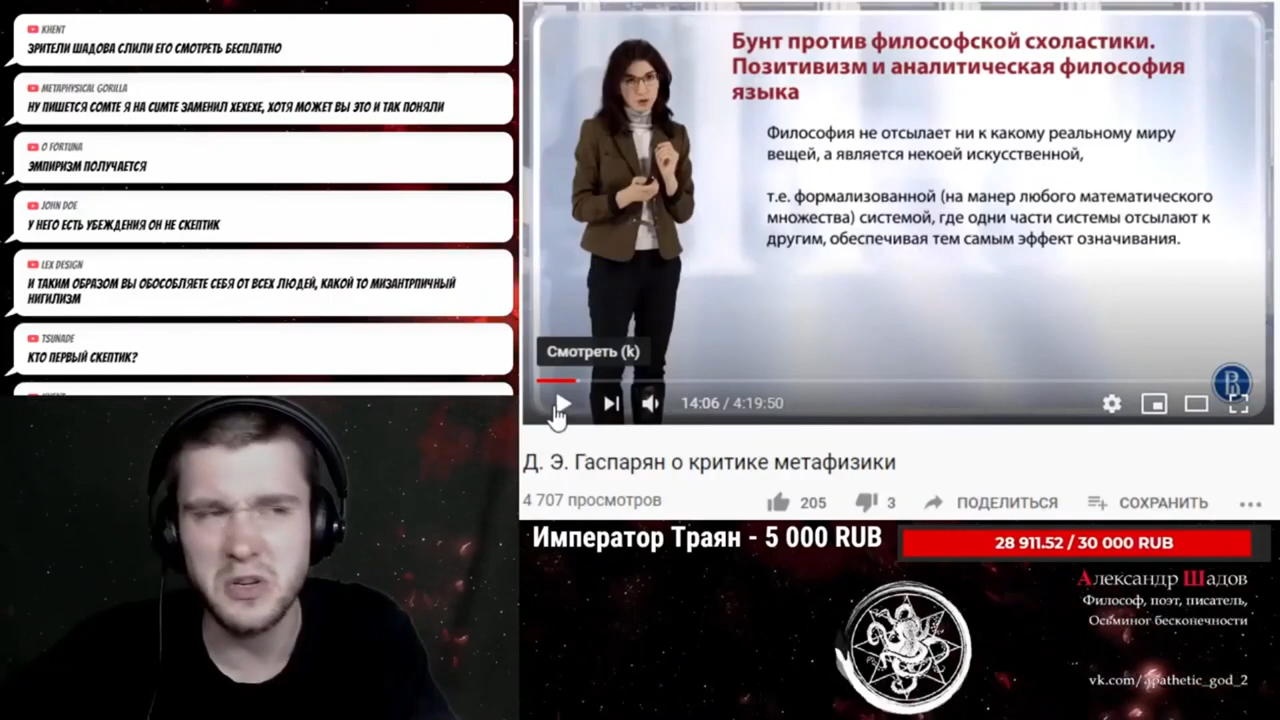 KHENT
ЗРИТЕЛИ ШАДОВА СЛИЛИ ЕГО СМОТРЕТЬ БЕСПЛАТНО
METAPHYSICAL GORILLA
НУ ПИШЕТСЯ COMTE Я НА CUMTE ЗАМЕНИЛ ХЕХЕХЕ, ХОТЯ МОЖЕТ ВЫ ЭТО И ТАК ПОНЯЛИ
O FORTUNA
ЭМПИРИЗМ ПОЛУЧАЕТСЯ
JOHN DOE
У НЕГО ЕСТЬ УБЕЖДЕНИЯ ОН НЕ СКЕПТИК
LEX DESIGN
И ТАКИМ ОБРАЗОМ ВЫ ОБОСОБЛЯЕТЕ СЕБЯ ОТ ВСЕХ ЛЮДЕЙ, КАКОЙ ТО МИЗАНТРПИЧНЫЙ
НИГИЛИЗМ
TSUNADE
КТО ПЕРВЫЙ СКЕПТИК?
Бунт против философской схоластики.
Позитивизм и аналитическая философия
языка
Философия не отсылает ни к какому реальному миру
вещей, а является некоей искусственной,
т.е. формализованной (на манер любого математического
множества) системой, где одни части системы отсылают к
другим, обеспечивая тем самым эффект означивания.
Смотреть (k)
14:06 / 4:19:50
Д. Э. Гаспарян о критике метафизики
4 707 просмотров
205
3
ПОДЕЛИТЬСЯ
СОХРАНИТЬ
Император Траян - 5 000 RUB
28 911.52 / 30 000 RUB
Александр Шадов
Философ, поэт, писатель,
Осьминог бесконечности
vk.com/apathetic_god_2